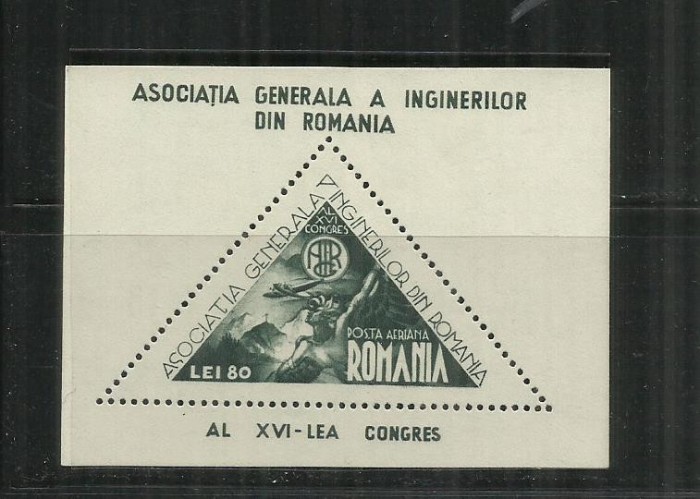 ASOCIAȚIA GENERALA A INGINERILOR
DIN ROMANIA
ASOCIATIA GENERALA
A INGINERILOR DIN ROMANIA
AL
XVI
CONGRES
POSTA AERIANA
ROMANIA
LEI 80
AL XVI-LEA CONGRES